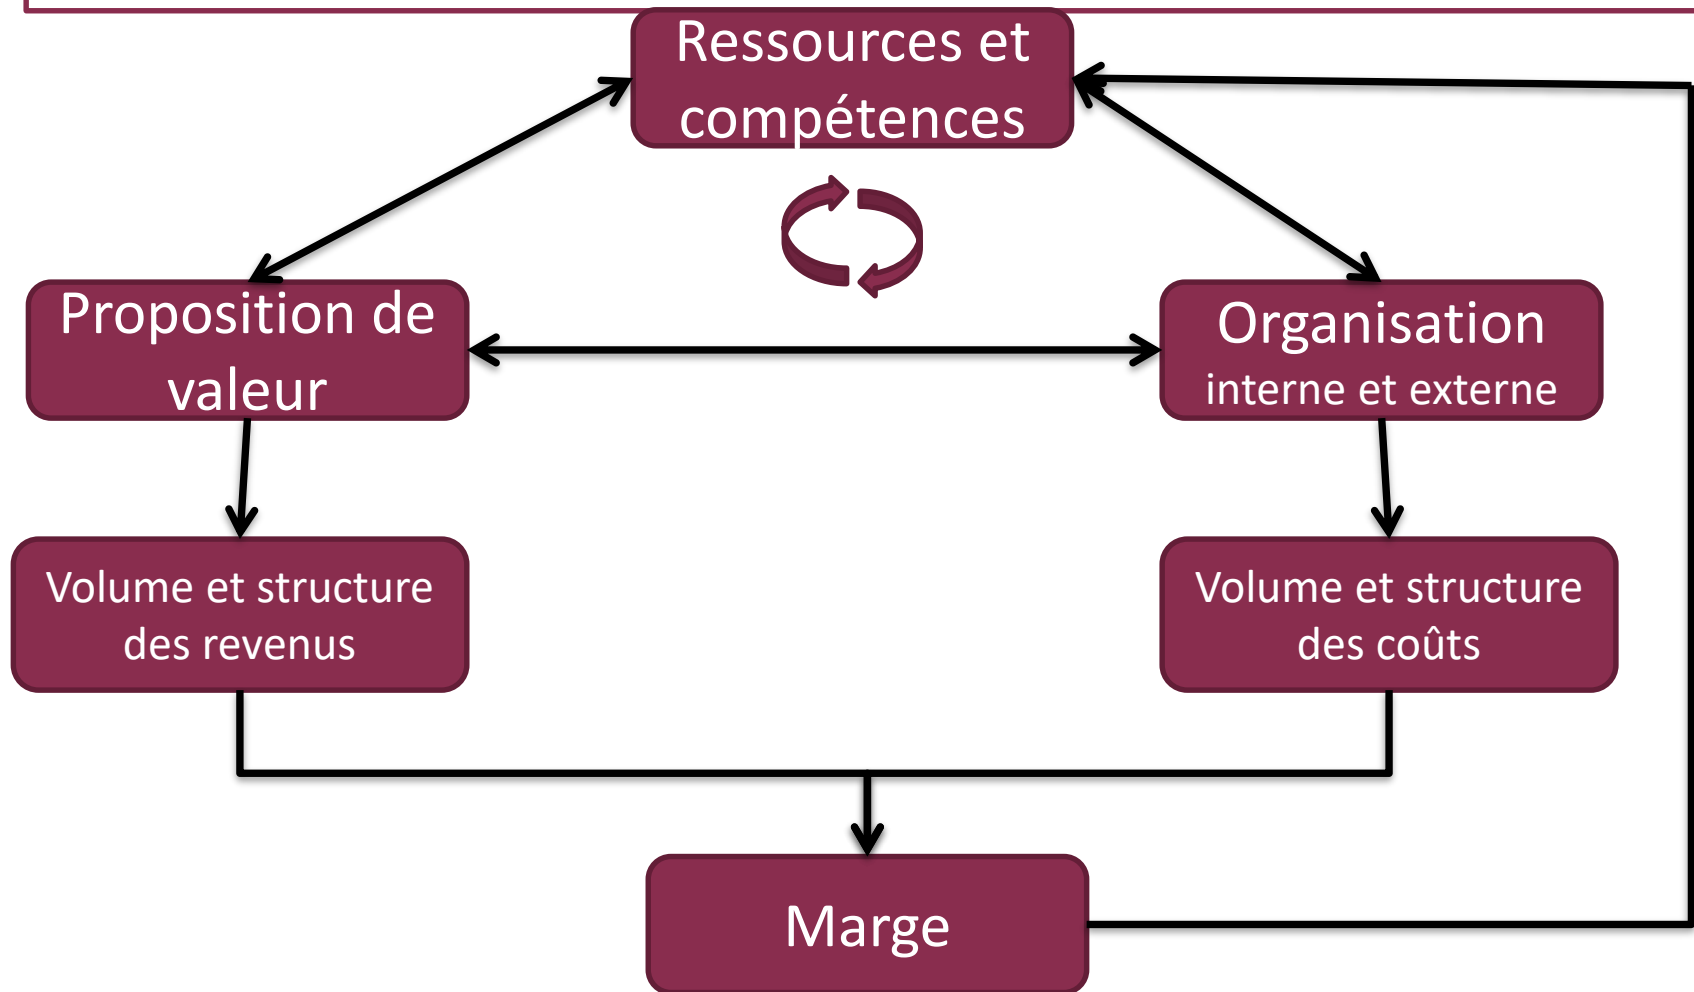 Ressources et
compétences
Proposition de
valeur
Organisation
interne et externe
Volume et structure
des revenus
Volume et structure
des coûts
Marge